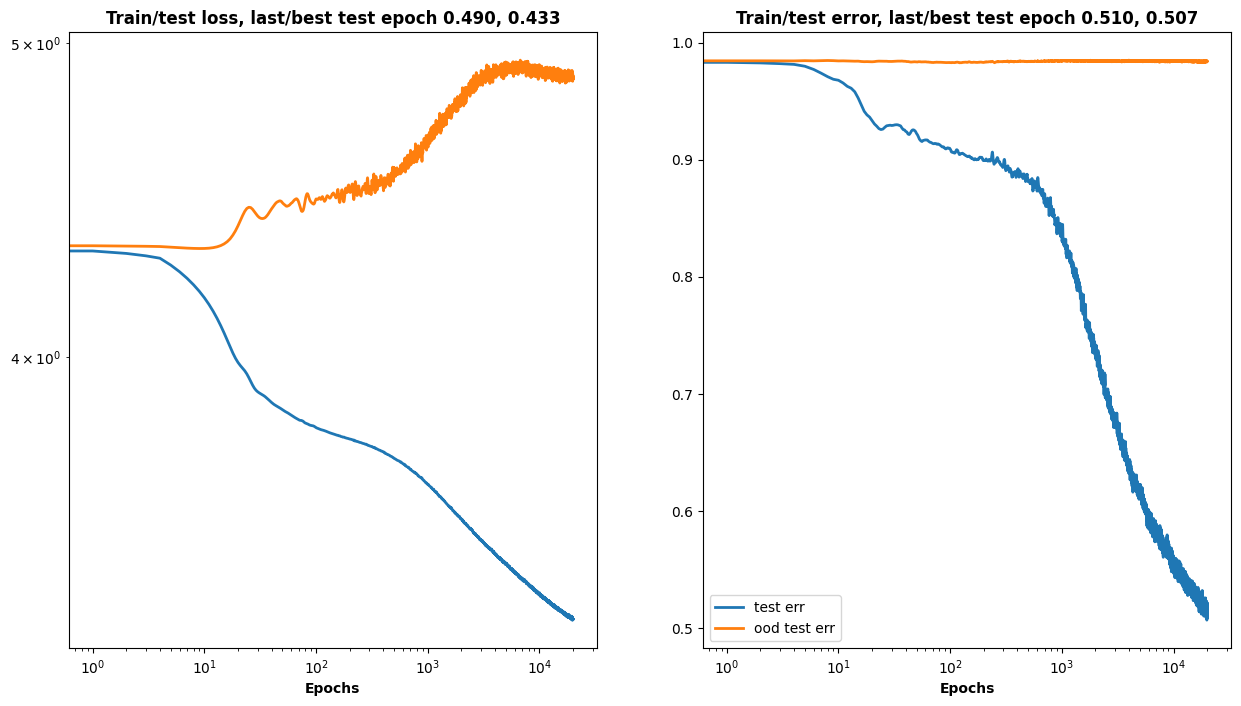 Train/test loss, last/best test epoch 0.490, 0.433
5 × 10⁰
4 × 10⁰
10⁰ 10¹ 10² 10³ 10⁴
Epochs
Train/test error, last/best test epoch 0.510, 0.507
1.0
0.9
0.8
0.7
0.6
0.5
test err
ood test err
10⁰ 10¹ 10² 10³ 10⁴
Epochs